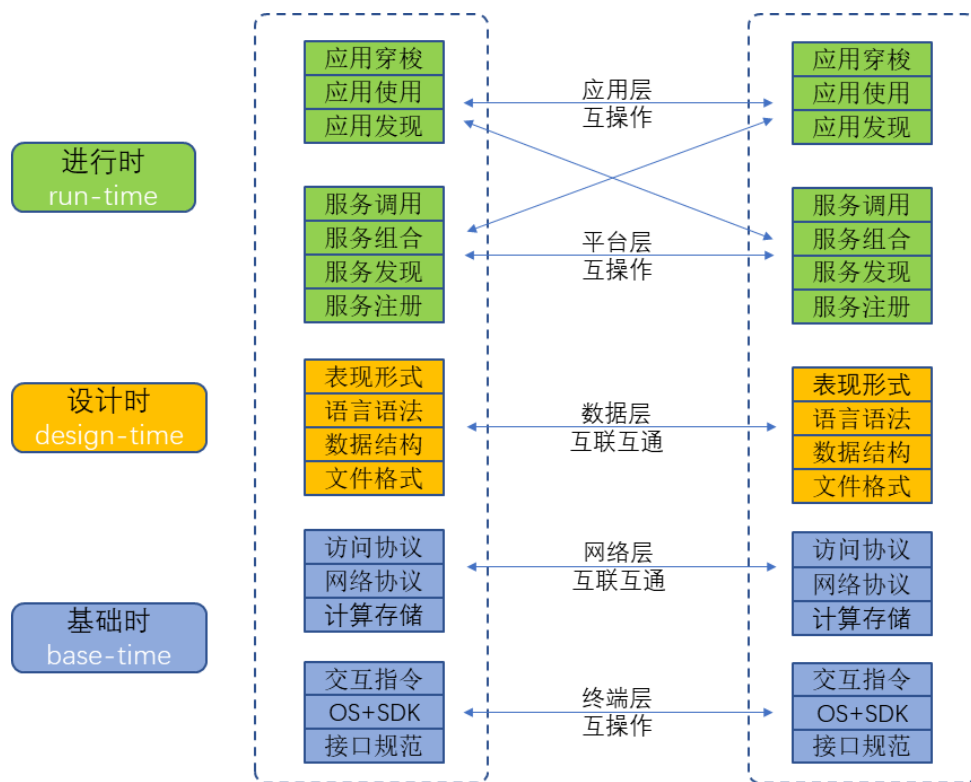 进行时
run-time
设计时
design-time
基础时
base-time
应用穿梭
应用使用
应用发现
服务调用
服务组合
服务发现
服务注册
表现形式
语言语法
数据结构
文件格式
访问协议
网络协议
计算存储
交互指令
OS+SDK
接口规范
应用层
互操作
平台层
互操作
数据层
互联互通
网络层
互联互通
终端层
互操作
应用穿梭
应用使用
应用发现
服务调用
服务组合
服务发现
服务注册
表现形式
语言语法
数据结构
文件格式
访问协议
网络协议
计算存储
交互指令
OS+SDK
接口规范